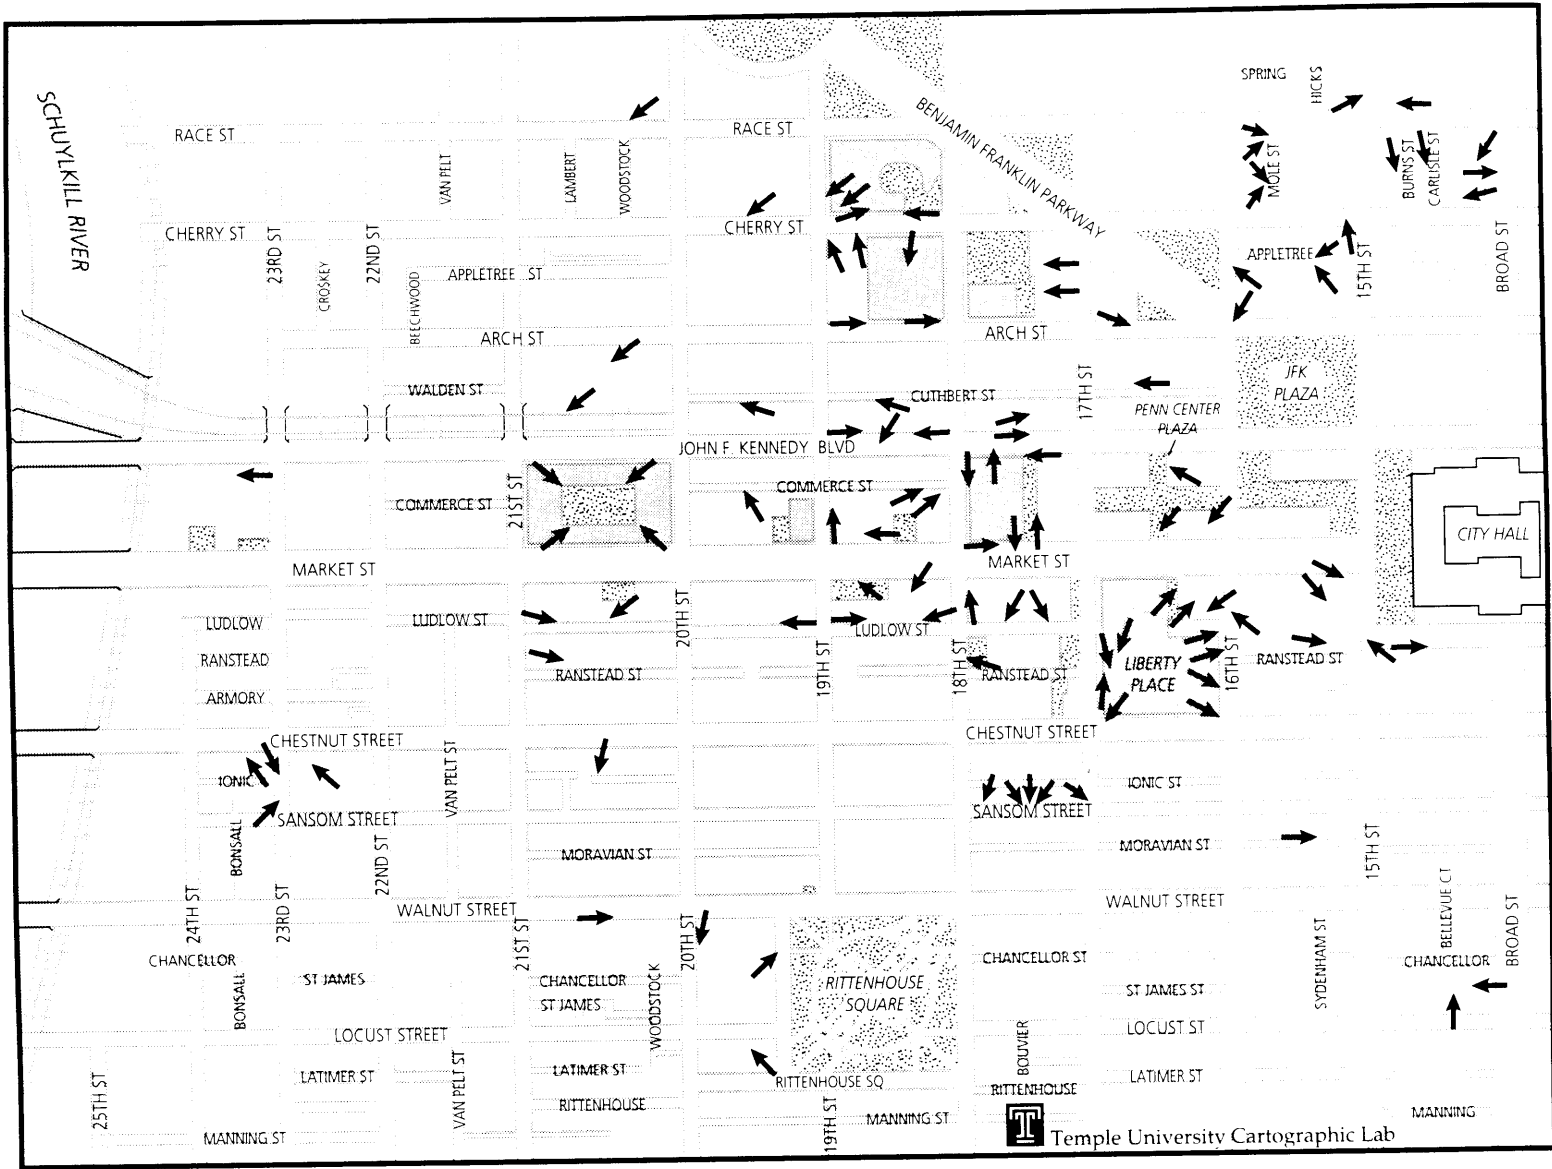 SPRING
HICKS
SCHUYLKILL RIVER
RACE ST
RACE ST
BENJAMIN FRANKLIN PARKWAY
VAN PELT
LAMBERT
WOODSTOCK
MOLE ST
BURNS ST
CARLISLE ST
CHERRY ST
23RD ST
22ND ST
CHERRY ST
APPLETREE
15TH ST
BROAD ST
CROSKEY
BEECHWOOD
APPLETREE ST
ARCH ST
ARCH ST
WALDEN ST
CUTHBERT ST
17TH ST
JFK
PLAZA
PENN CENTER
PLAZA
JOHN F. KENNEDY BLVD
COMMERCE ST
21ST ST
COMMERCE ST
CITY HALL
MARKET ST
MARKET ST
LUDLOW
LUDLOW ST
20TH ST
LUDLOW ST
RANSTEAD
RANSTEAD ST
19TH ST
18TH ST
RANSTEAD ST
LIBERTY
PLACE
16TH ST
RANSTEAD ST
ARMORY
CHESTNUT STREET
CHESTNUT STREET
IONIC
VAN PELT ST
IONIC ST
SANSOM STREET
SANSOM STREET
BONSALL
22ND ST
MORAVIAN ST
MORAVIAN ST
15TH ST
24TH ST
23RD ST
WALNUT STREET
WALNUT STREET
21ST ST
20TH ST
BELLEVUE CT
BROAD ST
CHANCELLOR
CHANCELLOR ST
CHANCELLOR
BONSALL
ST JAMES
CHANCELLOR
ST JAMES
WOODSTOCK
RITTENHOUSE
SQUARE
ST JAMES ST
SYDENHAM ST
LOCUST STREET
BOUVIER
LOCUST ST
25TH ST
LATIMER ST
VAN PELT ST
LATIMER ST
RITTENHOUSE SQ
RITTENHOUSE
LATIMER ST
RITTENHOUSE
19TH ST
MANNING ST
MANNING
MANNING ST
T Temple University Cartographic Lab